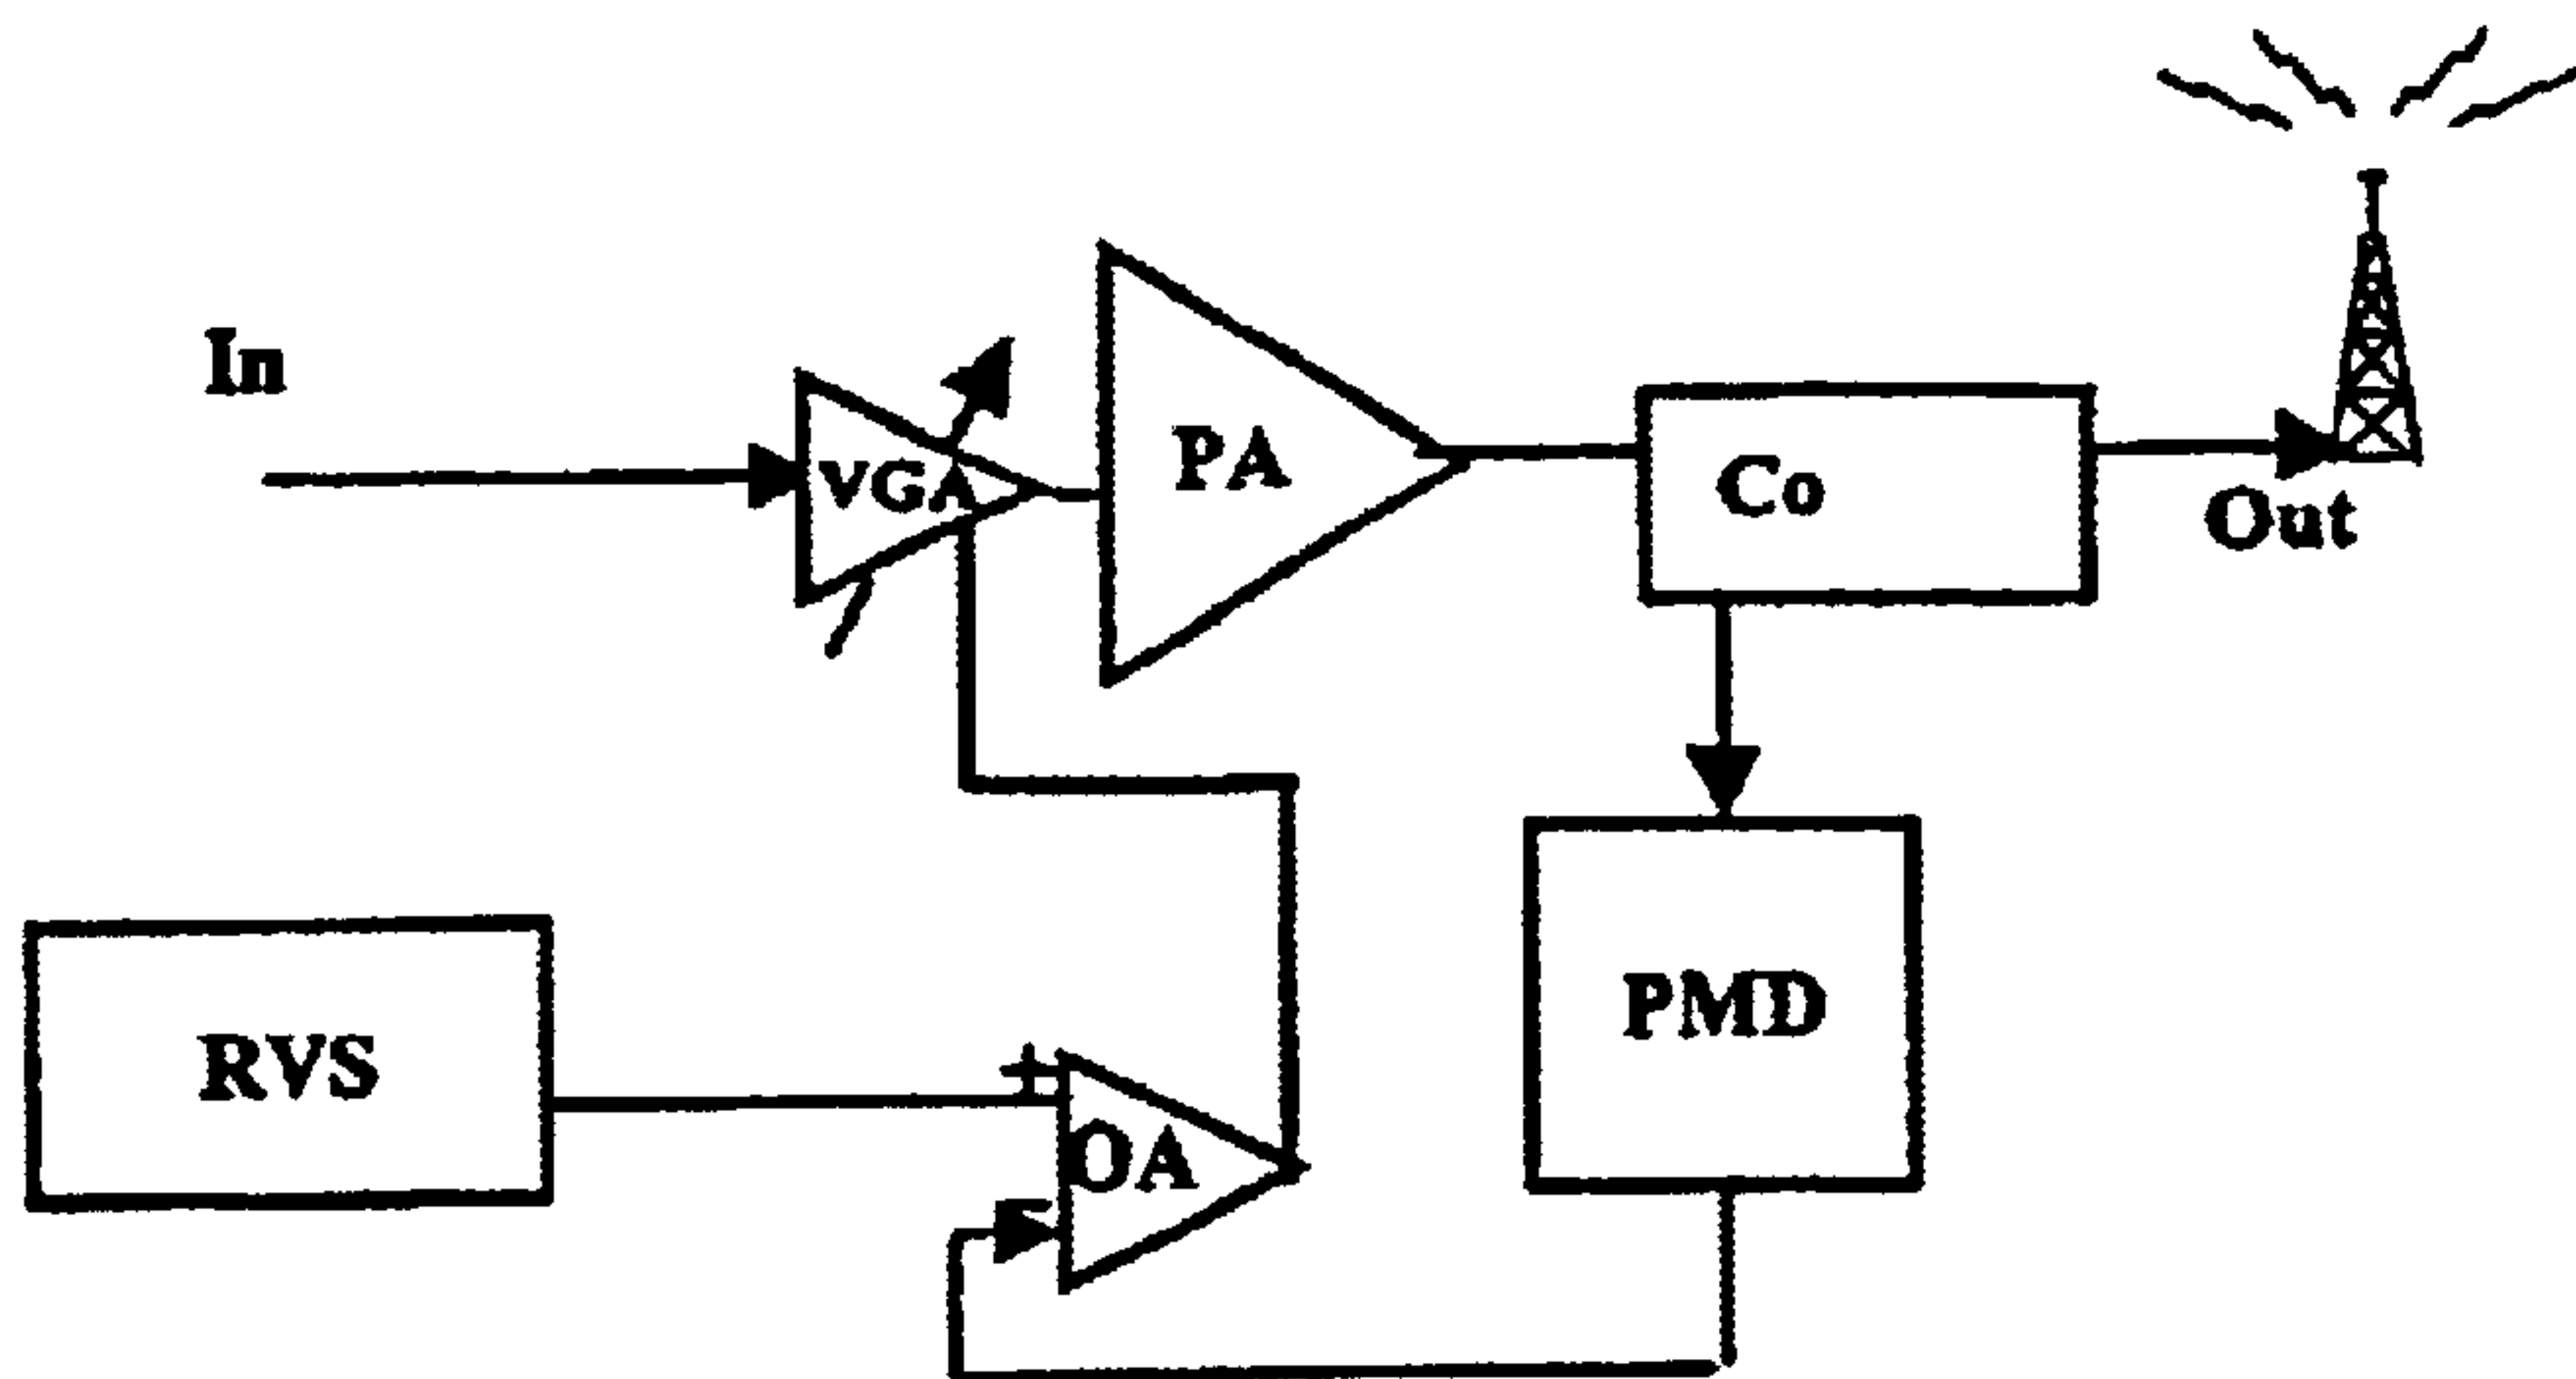 In
VGA
PA
Co
Out
RVS
+
OA
-
PMD